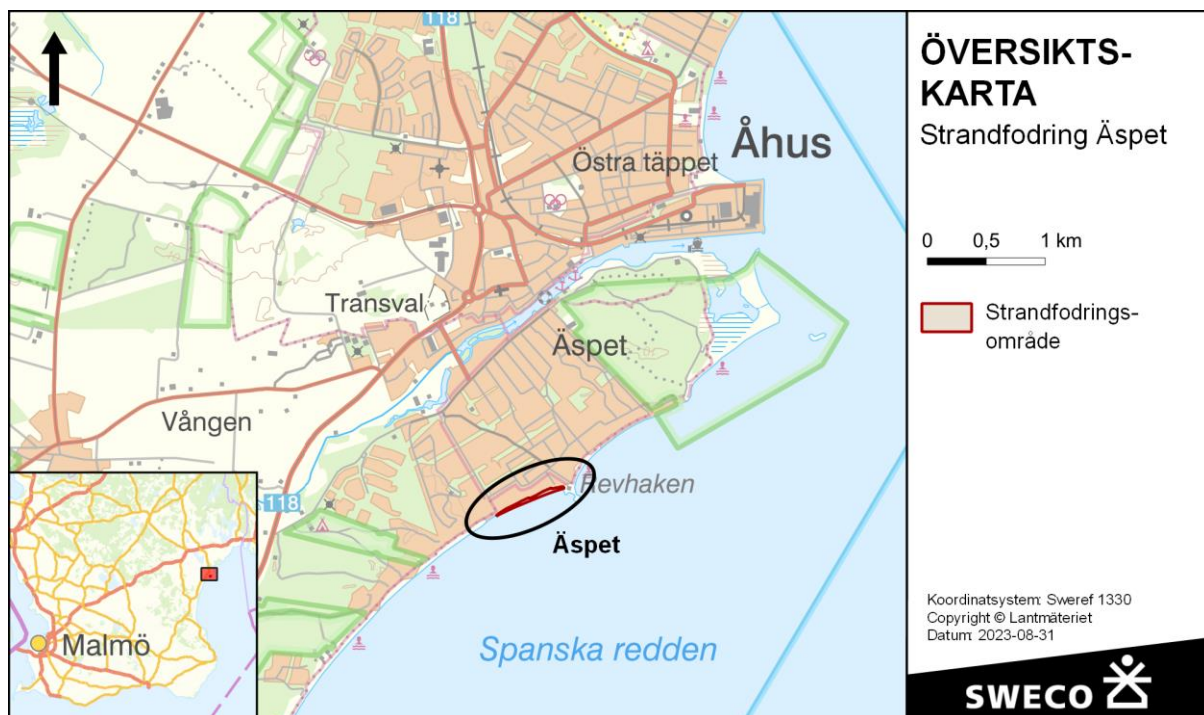 118
Åhus
Östra täppet
Transval
Äspet
Vången
118
Revhaken
Äspet
Spanska redden
Malmö
ÖVERSIKTS-
KARTA
Strandfodring Äspet
0 0,5 1 km
Strandfodrings-
område
Koordinatsystem: Sweref 1330
Copyright © Lantmäteriet
Datum: 2023-08-31
SWECO